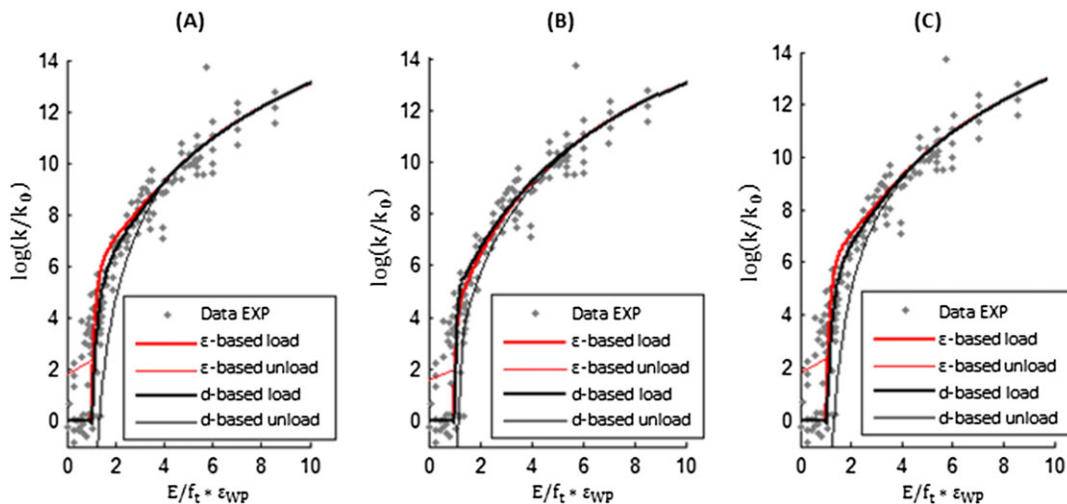 (A)
14
12
10
8
6
4
2
0
log(k/k0)
0 2 4 6 8 10
E/ft * εWP
Data EXP
ε-based load
ε-based unload
d-based load
d-based unload
(B)
14
12
10
8
6
4
2
0
log(k/k0)
0 2 4 6 8 10
E/ft * εWP
Data EXP
ε-based load
ε-based unload
d-based load
d-based unload
(C)
14
12
10
8
6
4
2
0
log(k/k0)
0 2 4 6 8 10
E/ft * εWP
Data EXP
ε-based load
ε-based unload
d-based load
d-based unload